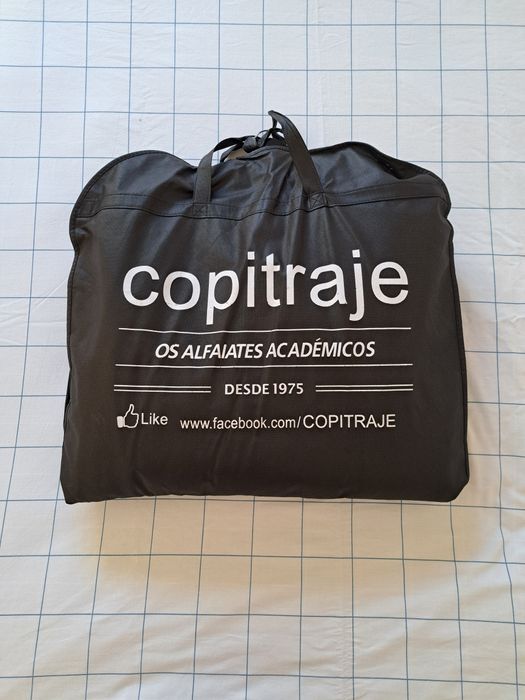 copitraje
OS ALFAIATES ACADÉMICOS
DESDE 1975
Like www.facebook.com/COPITRAJE